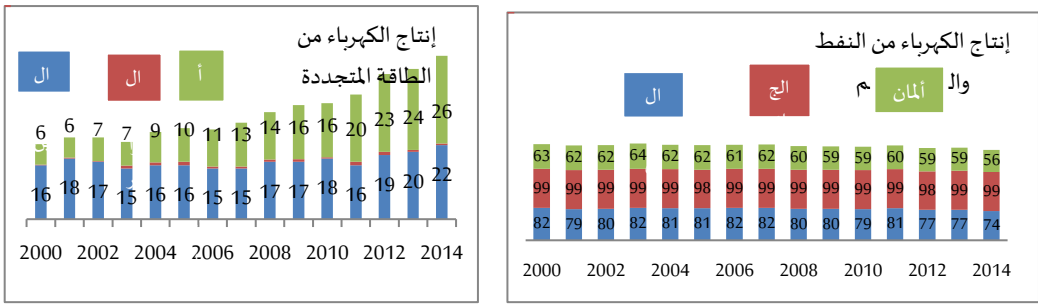 إنتاج الكهرباء من
الطاقة المتجددة
ال
ال
أ
6 6 7 7 9 10 11 13 14 16 16 20 23 24 26
16 18 17 15 16 16 15 15 17 17 18 16 19 20 22
2000 2002 2004 2006 2008 2010 2012 2014
إنتاج الكهرباء من النفط
وال م
ال
الج
ألمان
63 62 62 64 62 62 61 62 60 59 59 60 59 59 56
99 99 99 99 99 98 99 99 99 99 99 99 98 99 99
82 79 80 82 81 81 82 82 80 80 79 81 77 77 74
2000 2002 2004 2006 2008 2010 2012 2014